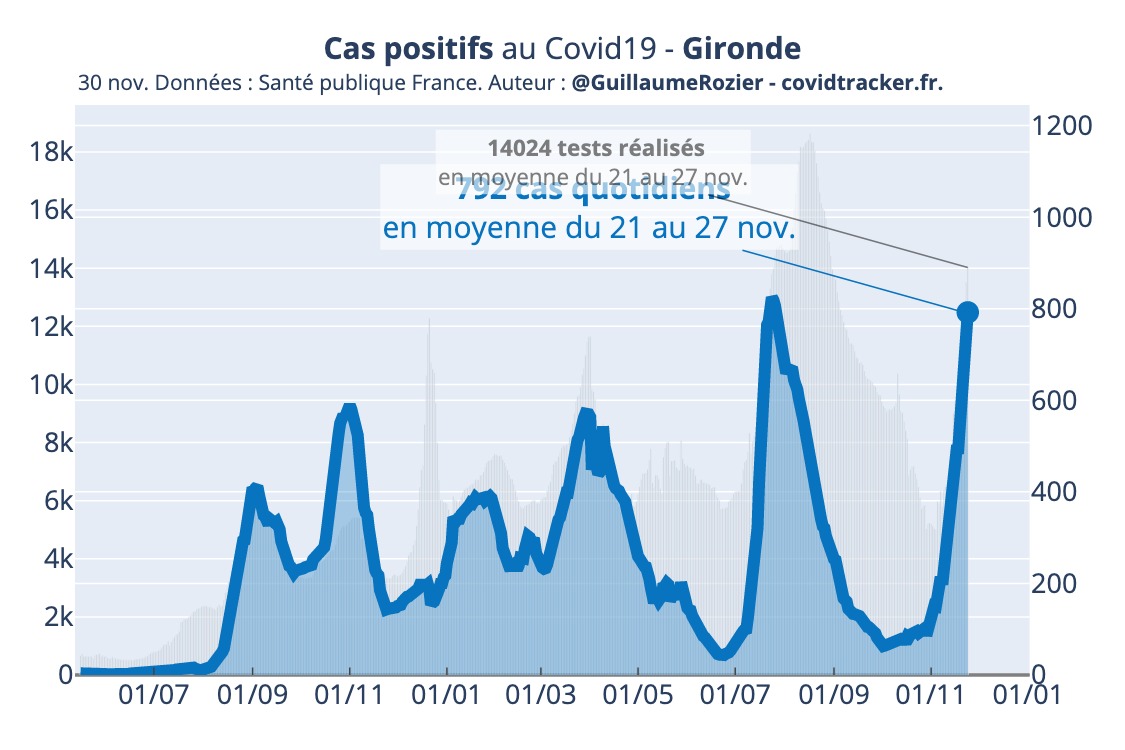 Cas positifs au Covid19 - Gironde
30 nov. Données : Santé publique France. Auteur : @GuillaumeRozier - covidtracker.fr.
14024 tests réalisés
en moyenne du 21 au 27 nov.
792 cas quotidiens
en moyenne du 21 au 27 nov.
18k
16k
14k
12k
10k
8k
6k
4k
2k
0
1200
1000
800
600
400
200
0
01/07 01/09 01/11 01/01 01/03 01/05 01/07 01/09 01/11 01/01